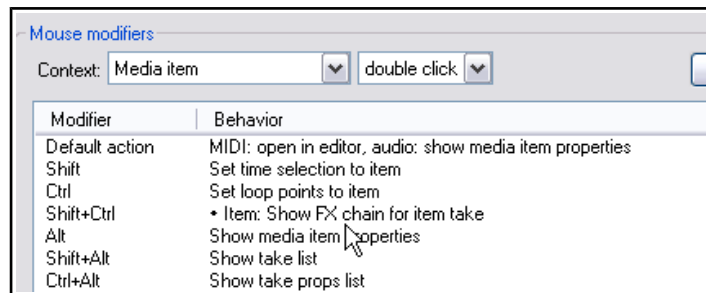 Mouse modifiers
Context: Media item double click
Modifier Behavior
Default action MIDI: open in editor, audio: show media item properties
Shift Set time selection to item
Ctrl Set loop points to item
Shift+Ctrl • Item: Show FX chain for item take
Alt Show media item properties
Shift+Alt Show take list
Ctrl+Alt Show take props list